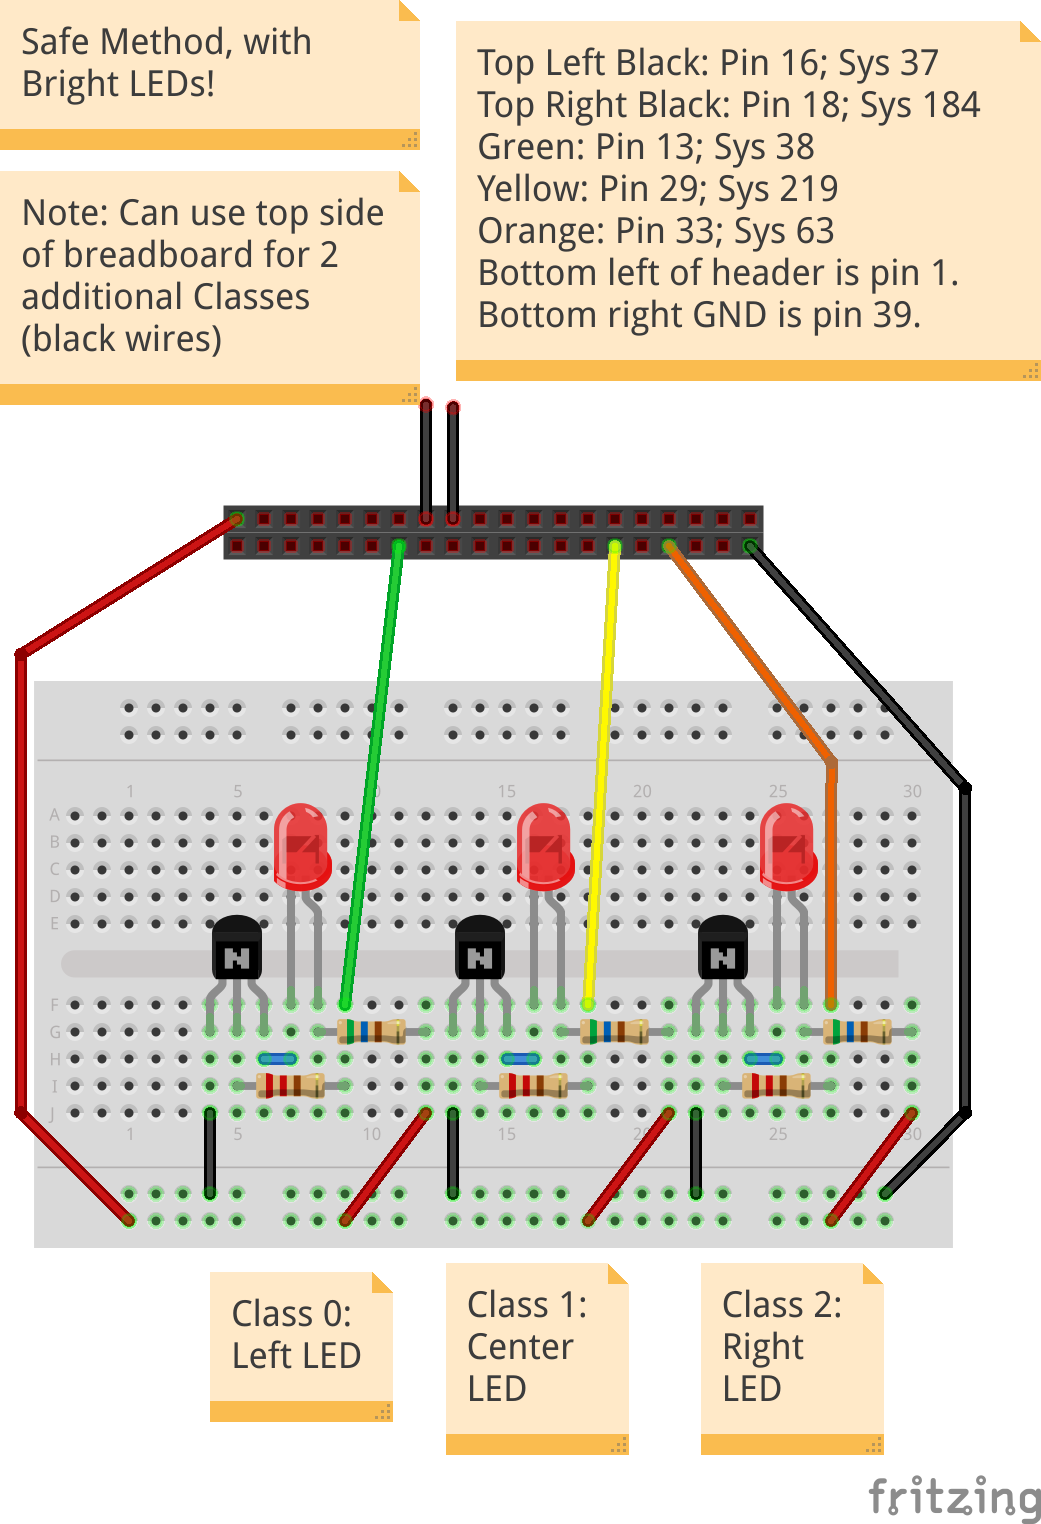 Safe Method, with
Bright LEDs!
Top Left Black: Pin 16; Sys 37
Top Right Black: Pin 18; Sys 184
Green: Pin 13; Sys 38
Yellow: Pin 29; Sys 219
Orange: Pin 33; Sys 63
Bottom left of header is pin 1.
Bottom right GND is pin 39.
Note: Can use top side
of breadboard for 2
additional Classes
(black wires)
1 5 10 15 20 25 30
A
B
C
D
E
N N N
F
G
H
I
J
1 5 10 15 20 25 30
Class 0:
Left LED
Class 1:
Center
LED
Class 2:
Right
LED
fritzing